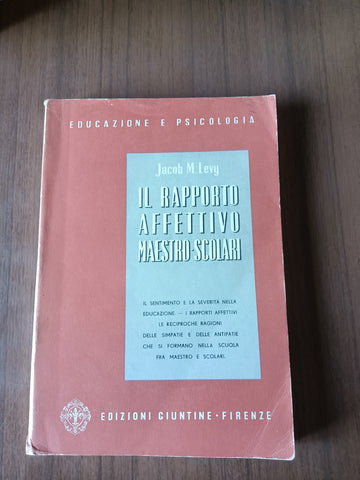 EDUCAZIONE E PSICOLOGIA
Jacob M. Levy
IL RAPPORTO
AFFETTIVO
MAESTRO-SCOLARI
IL SENTIMENTO E LA SEVERITÀ NELLA
EDUCAZIONE — I RAPPORTI AFFETTIVI
LE RECIPROCHE RAGIONI
DELLE SIMPATIE E DELLE ANTIPATIE
CHE SI FORMANO NELLA SCUOLA
FRA MAESTRO E SCOLARI.
EDIZIONI GIUNTINE - FIRENZE